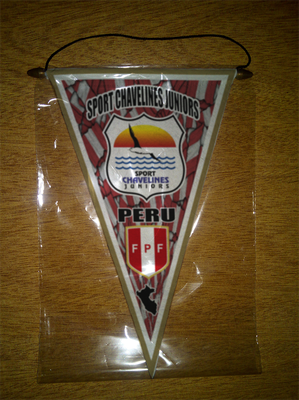 SPORT CHAVELINES JUNIORS
SPORT
CHAVELINES
JUNIORS
PERU
FPF